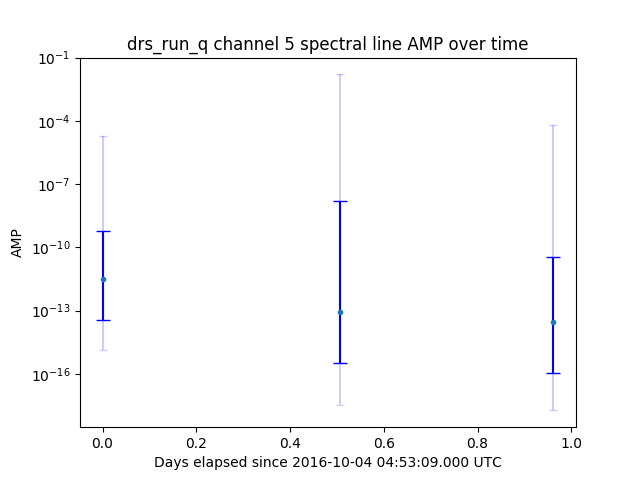 drs_run_q channel 5 spectral line AMP over time
10⁻¹
10⁻⁴
10⁻⁷
10⁻¹⁰
10⁻¹³
10⁻¹⁶
AMP
0.0 0.2 0.4 0.6 0.8 1.0
Days elapsed since 2016-10-04 04:53:09.000 UTC